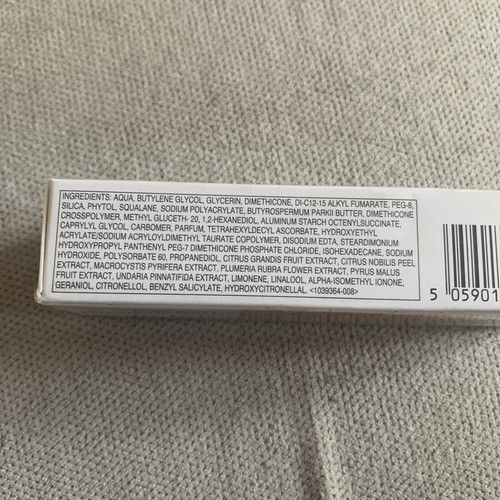 INGREDIENTS: AQUA, BUTYLENE GLYCOL, GLYCERIN, DIMETHICONE, DI-C12-15 ALKYL FUMARATE, PEG-8,
SILICA, PHYTOL, SQUALANE, SODIUM POLYACRYLATE, BUTYROSPERMUM PARKII BUTTER, DIMETHICONE
CROSSPOLYMER, METHYL GLUCETH- 20, 1,2-HEXANEDIOL, ALUMINUM STARCH OCTENYLSUCCINATE,
CAPRYLYL GLYCOL, CARBOMER, PARFUM, TETRAHEXYLDECYL ASCORBATE, HYDROXYETHYL
ACRYLATE/SODIUM ACRYLOYLDIMETHYL TAURATE COPOLYMER, DISODIUM EDTA, STEARDIMONIUM
HYDROXYPROPYL PANTHENYL PEG-7 DIMETHICONE PHOSPHATE CHLORIDE, ISOHEXADECANE, SODIUM
HYDROXIDE, POLYSORBATE 60, PROPANEDIOL, CITRUS GRANDIS FRUIT EXTRACT, CITRUS NOBILIS PEEL
EXTRACT, MACROCYSTIS PYRIFERA EXTRACT, PLUMERIA RUBRA FLOWER EXTRACT, PYRUS MALUS
FRUIT EXTRACT, UNDARIA PINNATIFIDA EXTRACT, LIMONENE, LINALOOL, ALPHA-ISOMETHYL IONONE,
GERANIOL, CITRONELLOL, BENZYL SALICYLATE, HYDROXYCITRONELLAL. <1039364-008>
5 05901